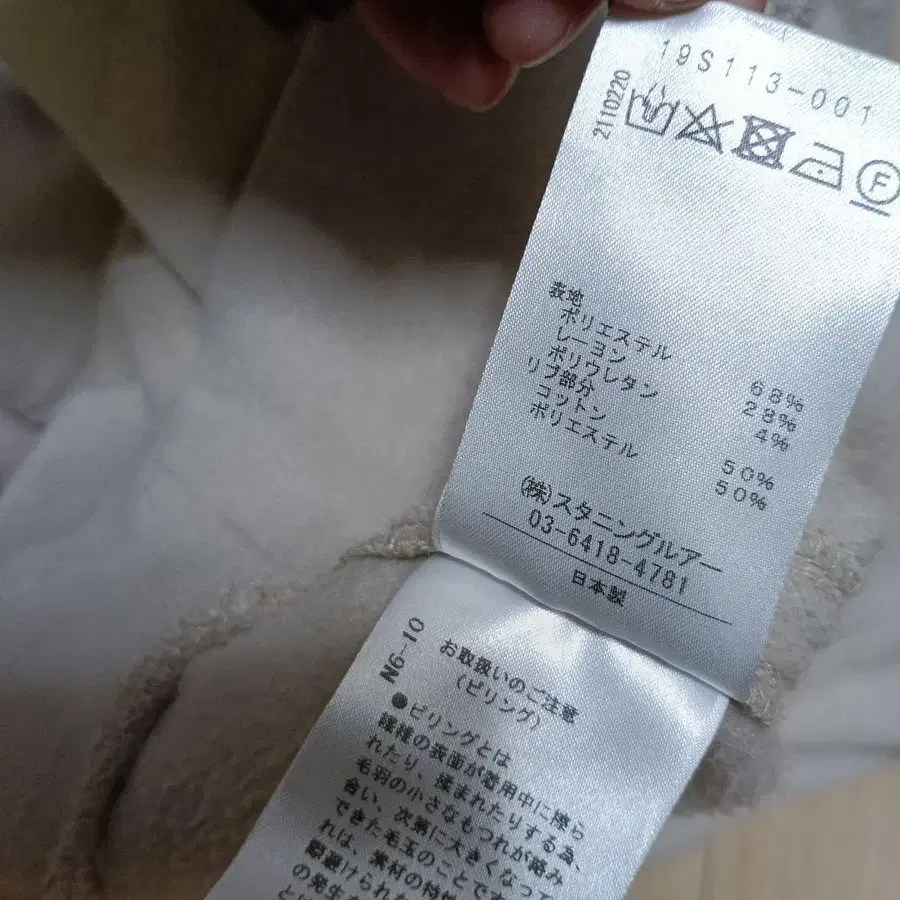 19S113-001
2110220
F
表地
ポリエステル 68%
レーヨン 28%
ポリウレタン 4%
リブ部分
コットン 50%
ポリエステル 50%
(株)スタニングルアー
03-6418-4781
日本製
N6-10
お取扱いのご注意
(ピリング)
●ピリングとは
繊維の表面が着用中に擦ら
れたり、揉まれたりする為、
毛羽の小さなもつれが絡み
合い、次第に大きくなって
できた毛玉のことです
れは、素材の特性
の発生